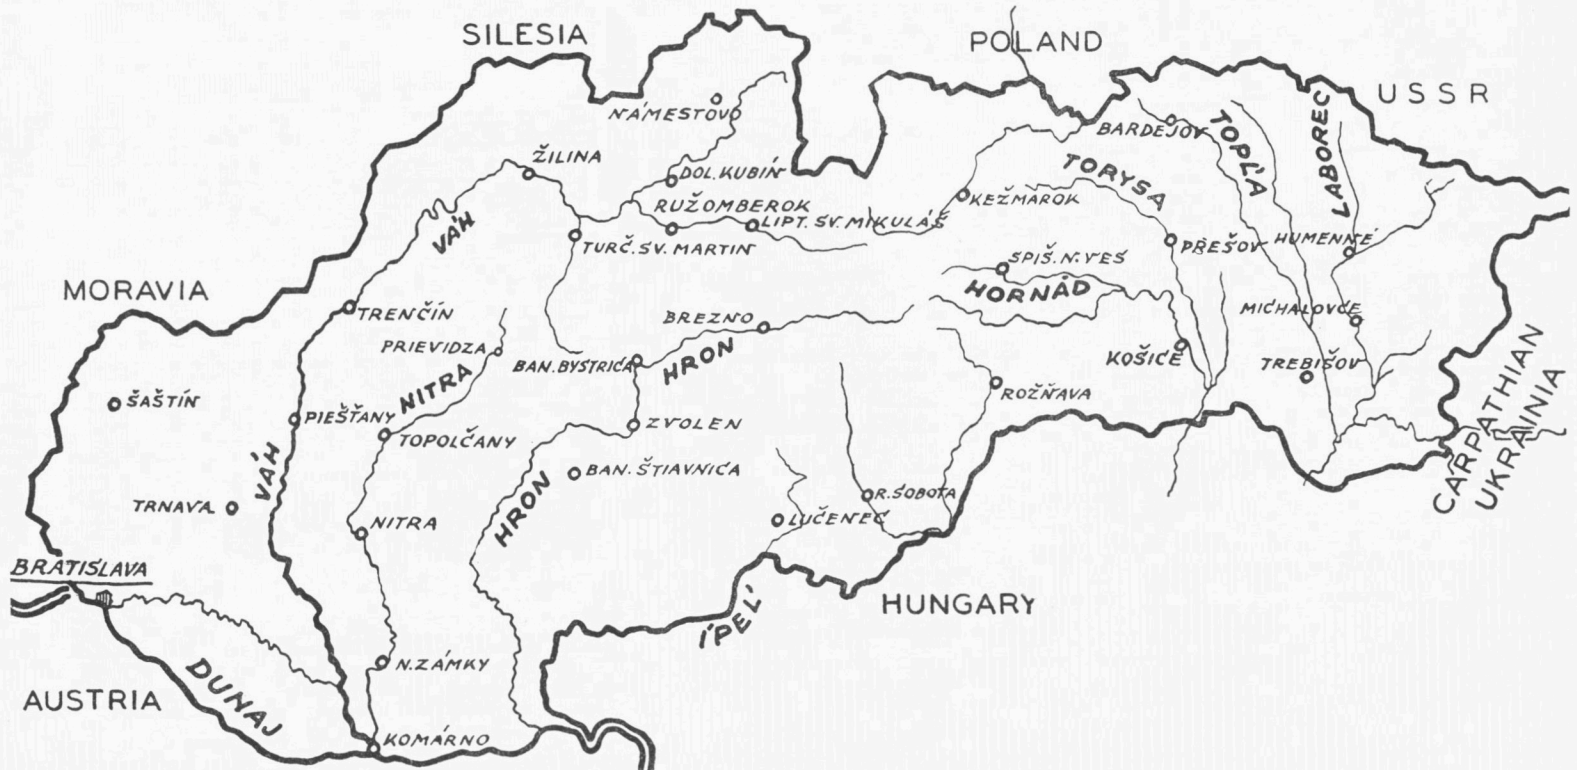 SILESIA
POLAND
USSR
NÁMESTOVO
BARDEJOV
TOPĽA
LABOREC
ŽILINA
DOL. KUBÍN
TORYSA
RUŽOMBEROK
KEŽMAROK
VÁH
LIPT. SV. MIKULÁŠ
TURČ. SV. MARTIN
PREŠOV
HUMENNÉ
SPIŠ. N. VES
HORNÁD
MORAVIA
TRENČÍN
BREZNO
MICHALOVCE
PRIEVIDZA
BAN. BYSTRICA
HRON
KOŠICE
TREBIŠOV
CARPATHIAN
UKRAINIA
NITRA
ROŽŇAVA
ŠAŠTÍN
PIEŠŤANY
TOPOLČANY
ZVOLEN
VÁH
BAN. ŠTIAVNICA
HRON
R. SOBOTA
TRNAVA
NITRA
LUČENEC
BRATISLAVA
HUNGARY
ÍPEĽ
N. ZÁMKY
AUSTRIA
DUNAJ
KOMÁRNO